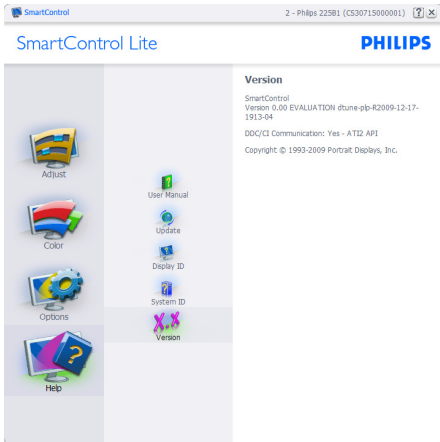 SmartControl
2 - Philips 225B1 (CS30715000001)
? ×
SmartControl Lite
PHILIPS
Adjust
Color
Options
Help
User Manual
Update
Display ID
System ID
X.X
Version
Version
SmartControl
Version 0.00 EVALUATION dtune-plp-R2009-12-17-
1913-04
DDC/CI Communication: Yes - ATI2 API
Copyright © 1993-2009 Portrait Displays, Inc.